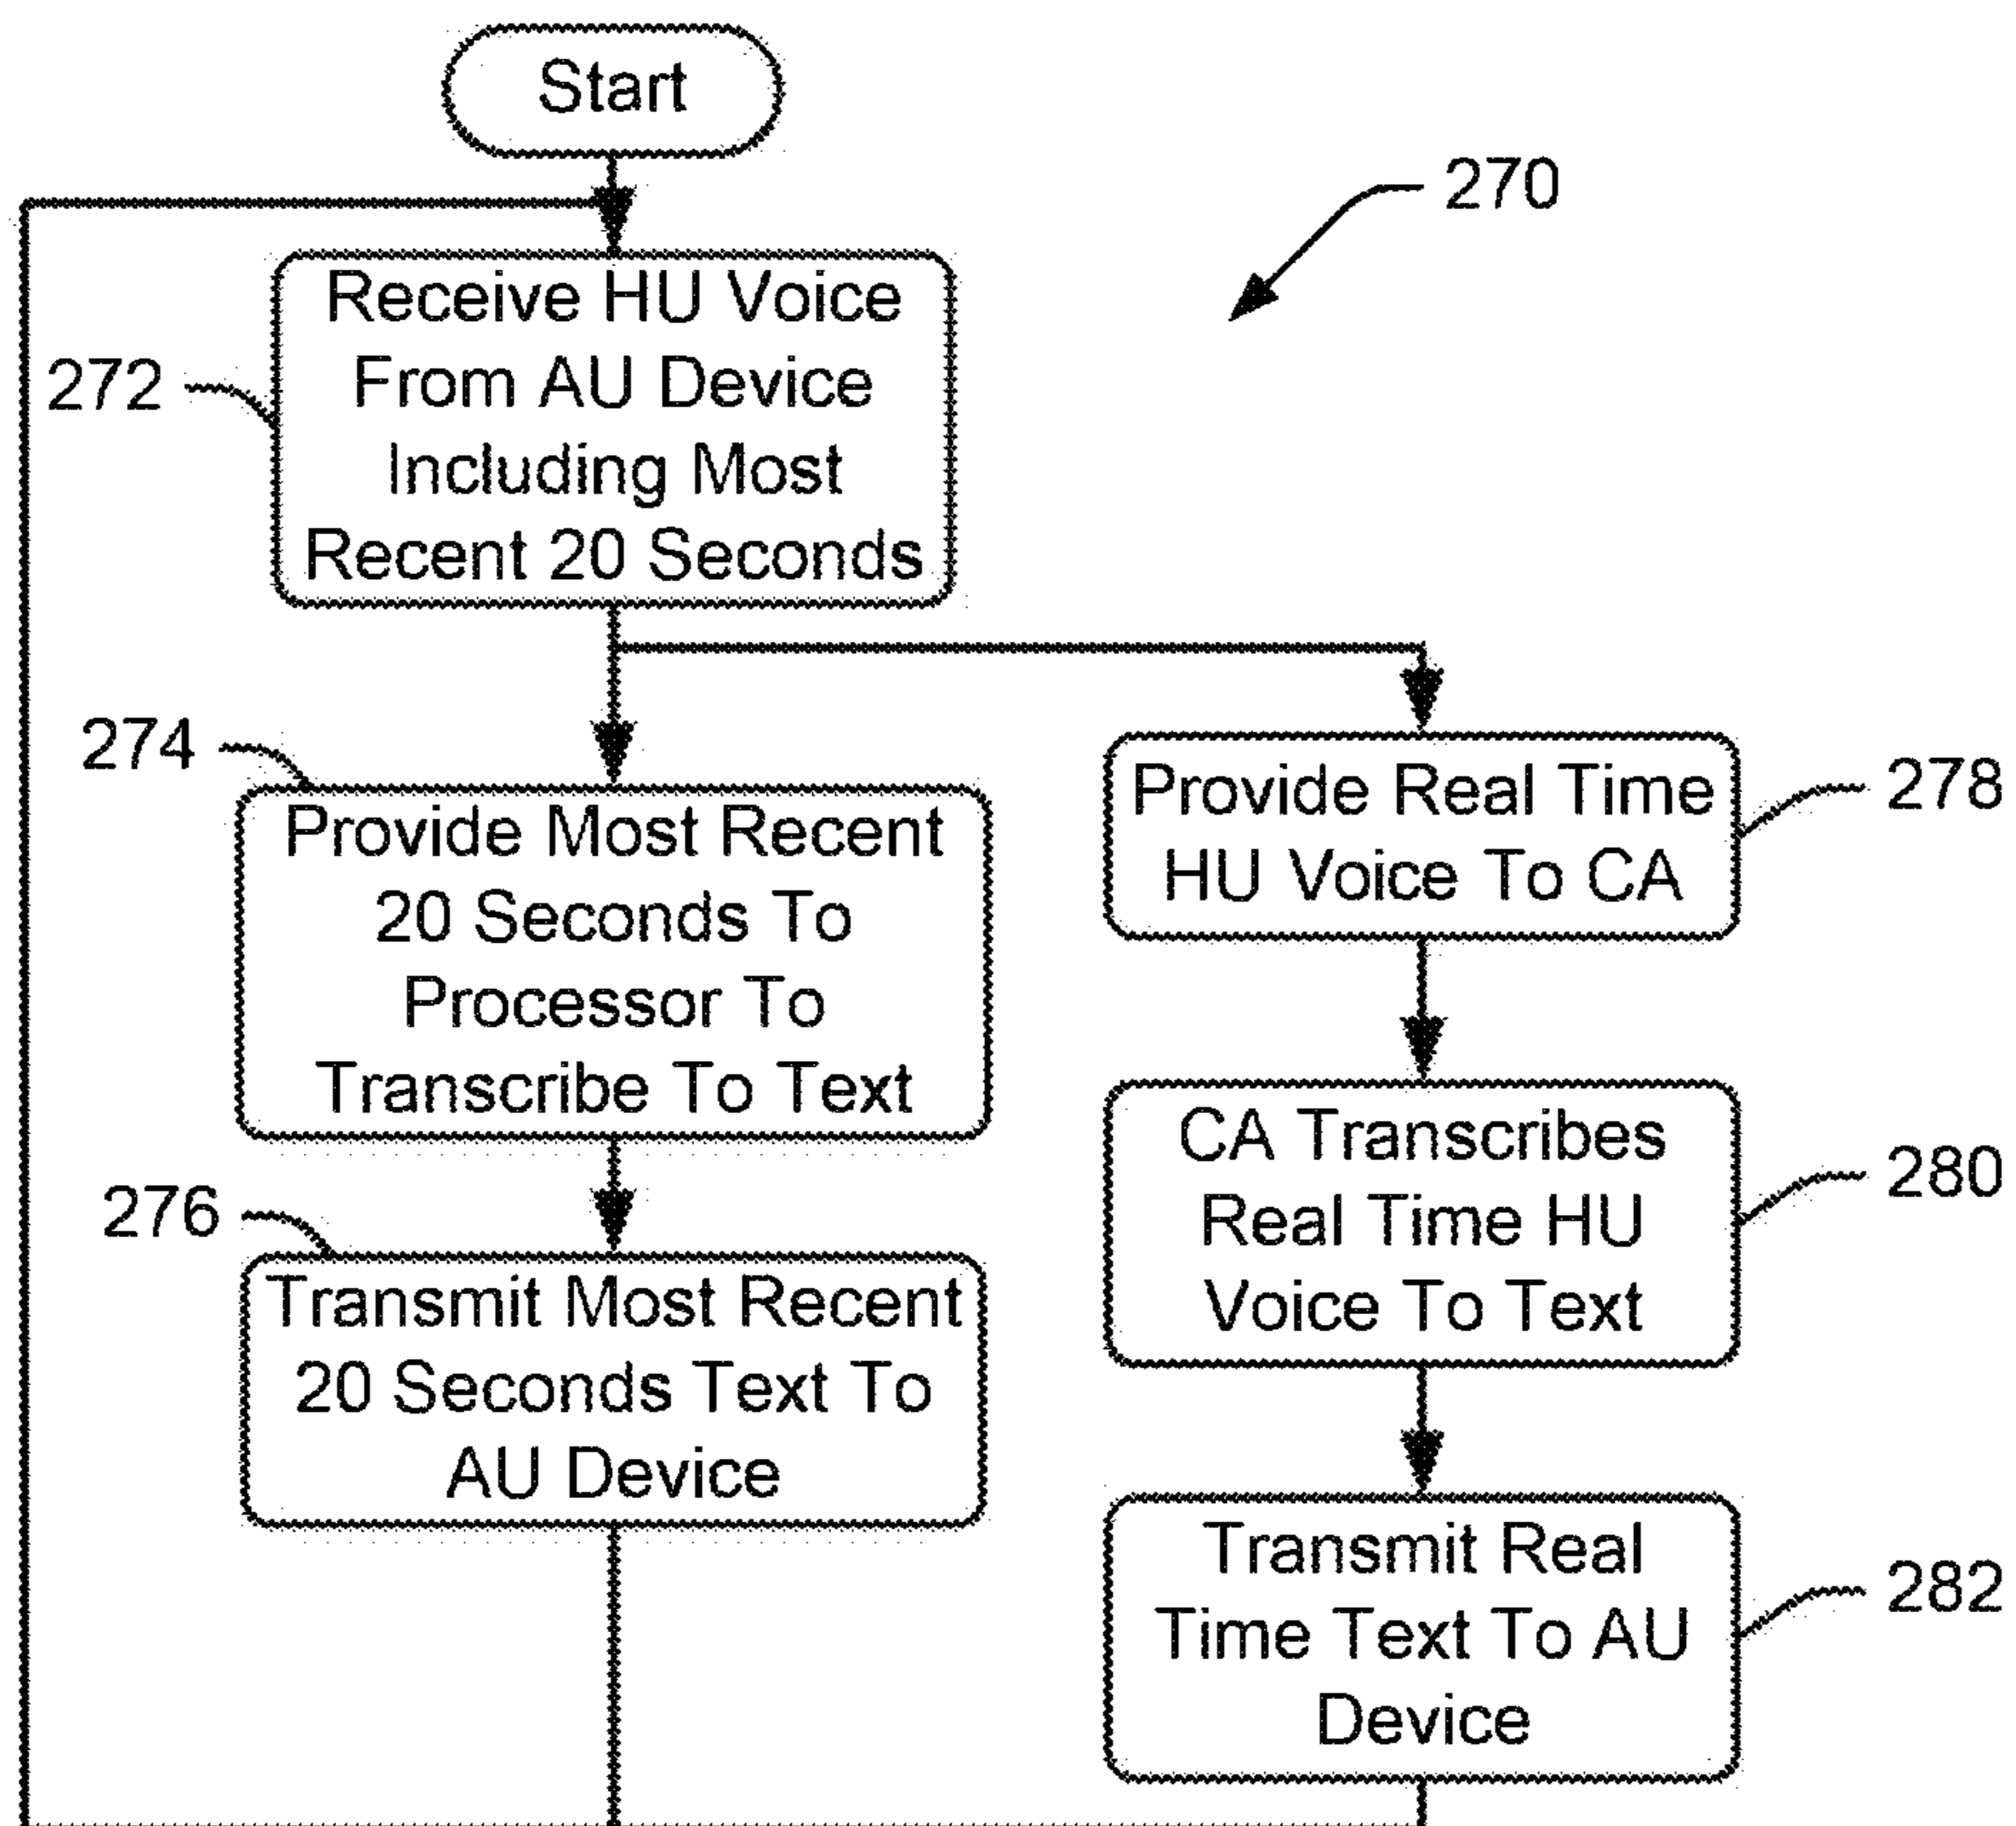 Start
270
Receive HU Voice
From AU Device
Including Most
Recent 20 Seconds
272
274
Provide Most Recent
20 Seconds To
Processor To
Transcribe To Text
276
Transmit Most Recent
20 Seconds Text To
AU Device
Provide Real Time
HU Voice To CA
278
CA Transcribes
Real Time HU
Voice To Text
280
Transmit Real
Time Text To AU
Device
282